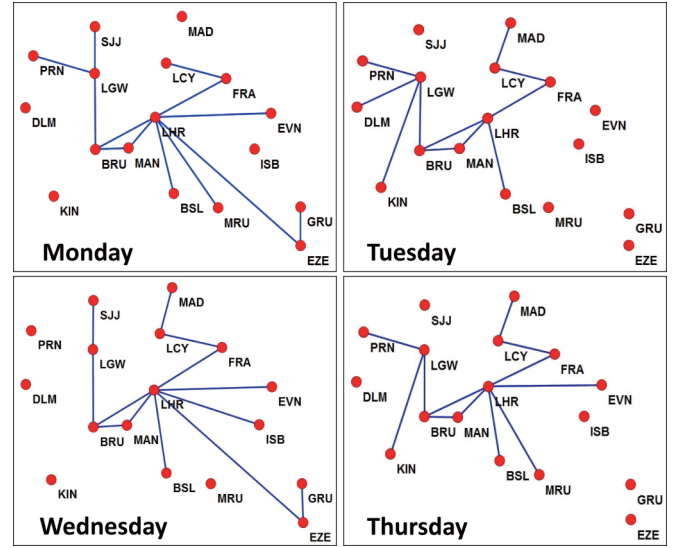 SJJ
MAD
PRN
LGW
LCY
FRA
DLM
LHR
EVN
BRU
MAN
ISB
KIN
BSL
MRU
GRU
EZE
Monday
MAD
SJJ
PRN
LGW
LCY
FRA
DLM
EVN
LHR
BRU
MAN
ISB
KIN
BSL
MRU
GRU
EZE
Tuesday
MAD
SJJ
PRN
LCY
LGW
FRA
DLM
EVN
LHR
BRU
MAN
ISB
KIN
BSL
MRU
GRU
EZE
Wednesday
MAD
SJJ
PRN
LCY
LGW
FRA
DLM
LHR
EVN
BRU
MAN
ISB
KIN
BSL
MRU
GRU
EZE
Thursday